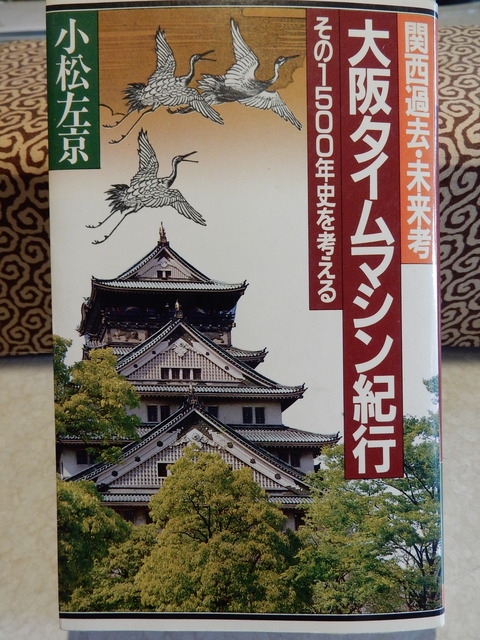 関西過去・未来考
大阪タイムマシン紀行
その1500年史を考える
小松左京